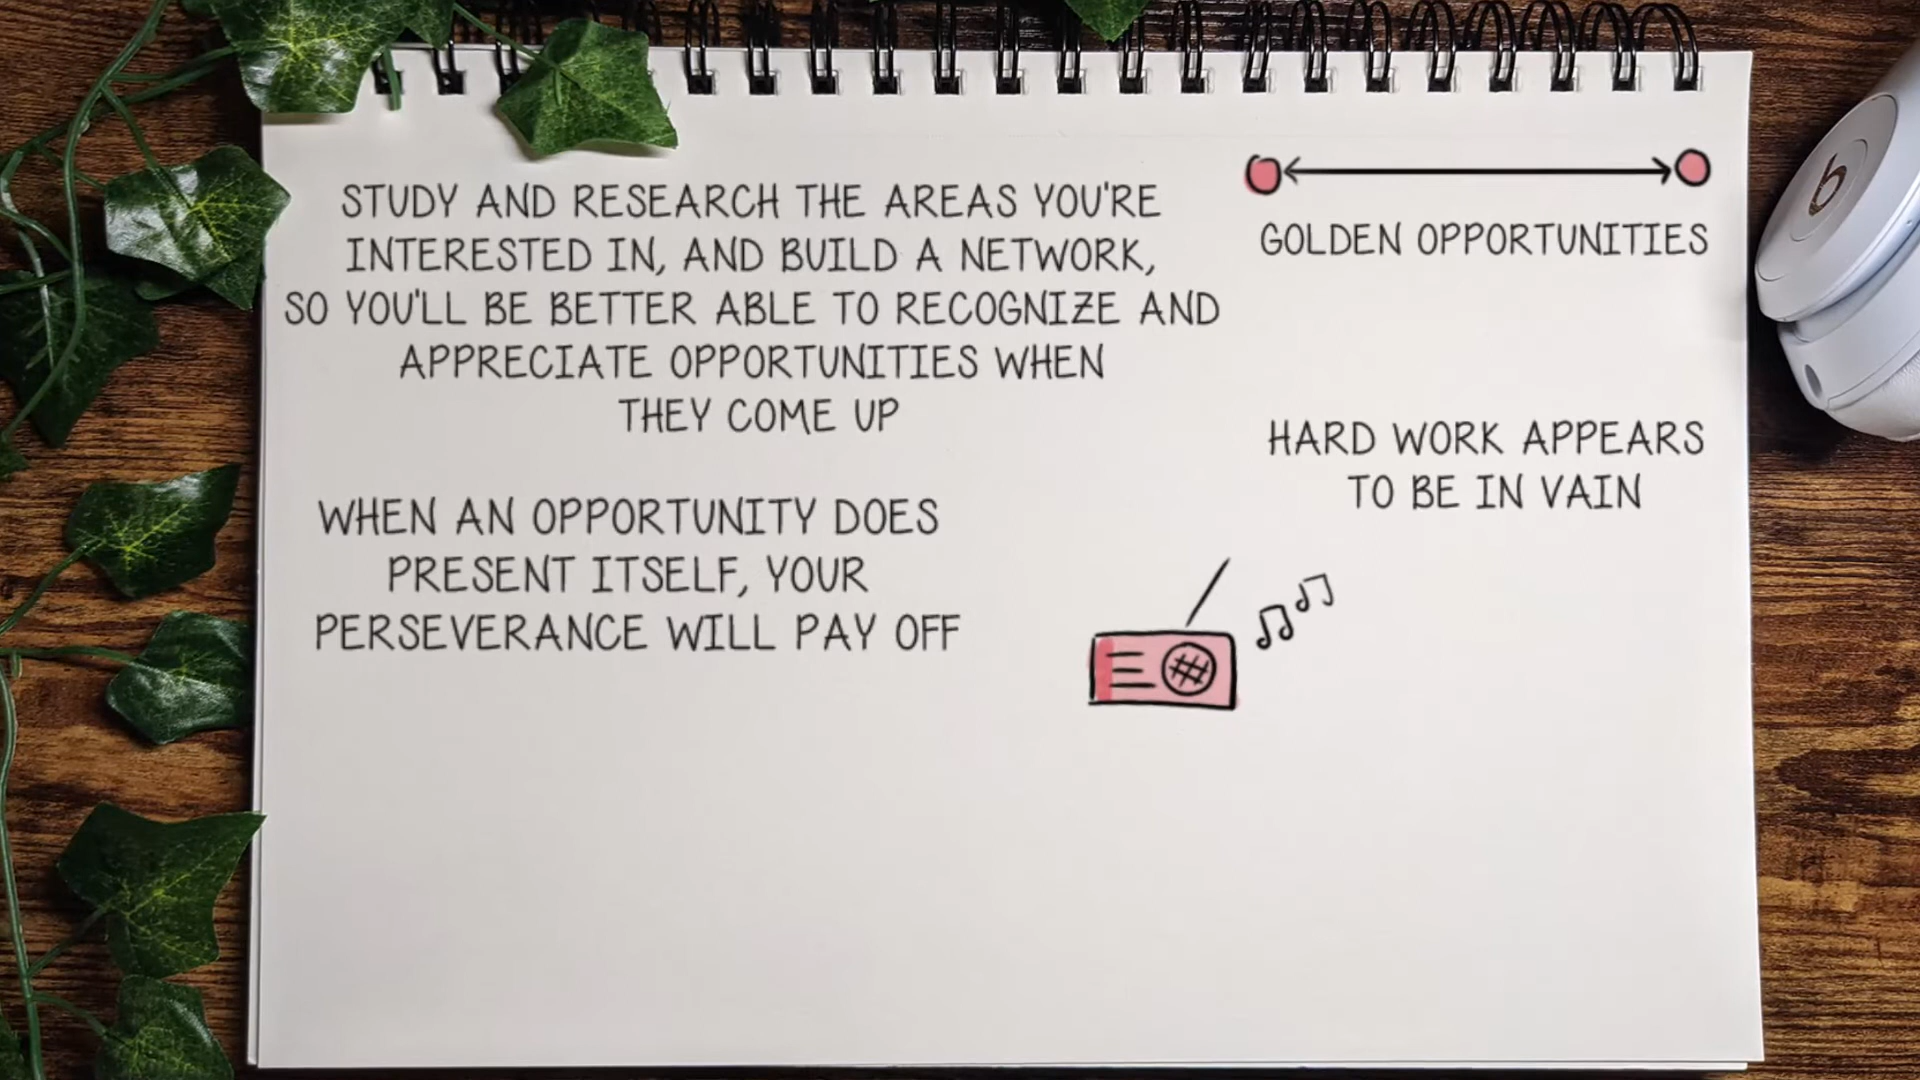 STUDY AND RESEARCH THE AREAS YOU'RE
INTERESTED IN, AND BUILD A NETWORK,
SO YOU'LL BE BETTER ABLE TO RECOGNIZE AND
APPRECIATE OPPORTUNITIES WHEN
THEY COME UP
WHEN AN OPPORTUNITY DOES
PRESENT ITSELF, YOUR
PERSEVERANCE WILL PAY OFF
GOLDEN OPPORTUNITIES
HARD WORK APPEARS
TO BE IN VAIN
b